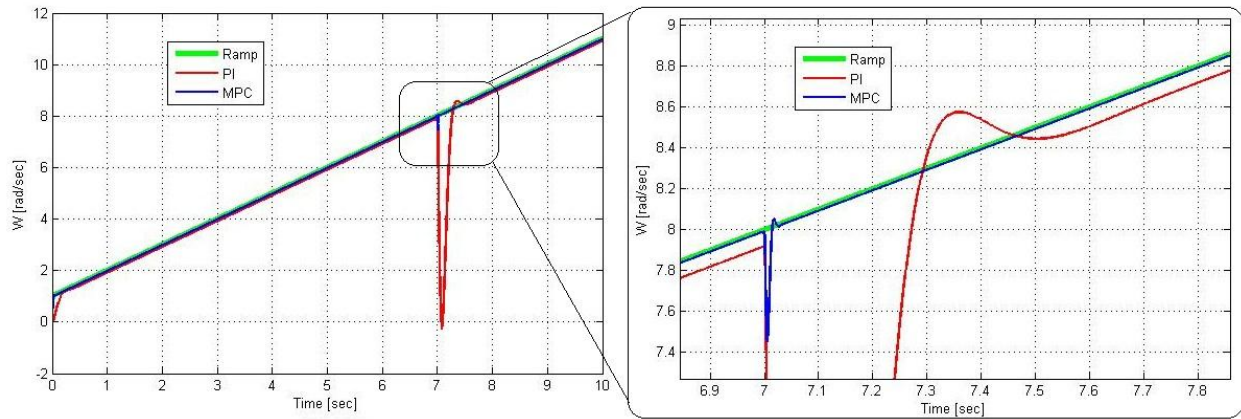 12
10
8
6
4
2
0
-2
W [rad/sec]
Ramp
PI
MPC
0 1 2 3 4 5 6 7 8 9 10
Time [sec]
9
8.8
8.6
8.4
8.2
8
7.8
7.6
7.4
W [rad/sec]
Ramp
PI
MPC
6.9 7 7.1 7.2 7.3 7.4 7.5 7.6 7.7 7.8
Time [sec]